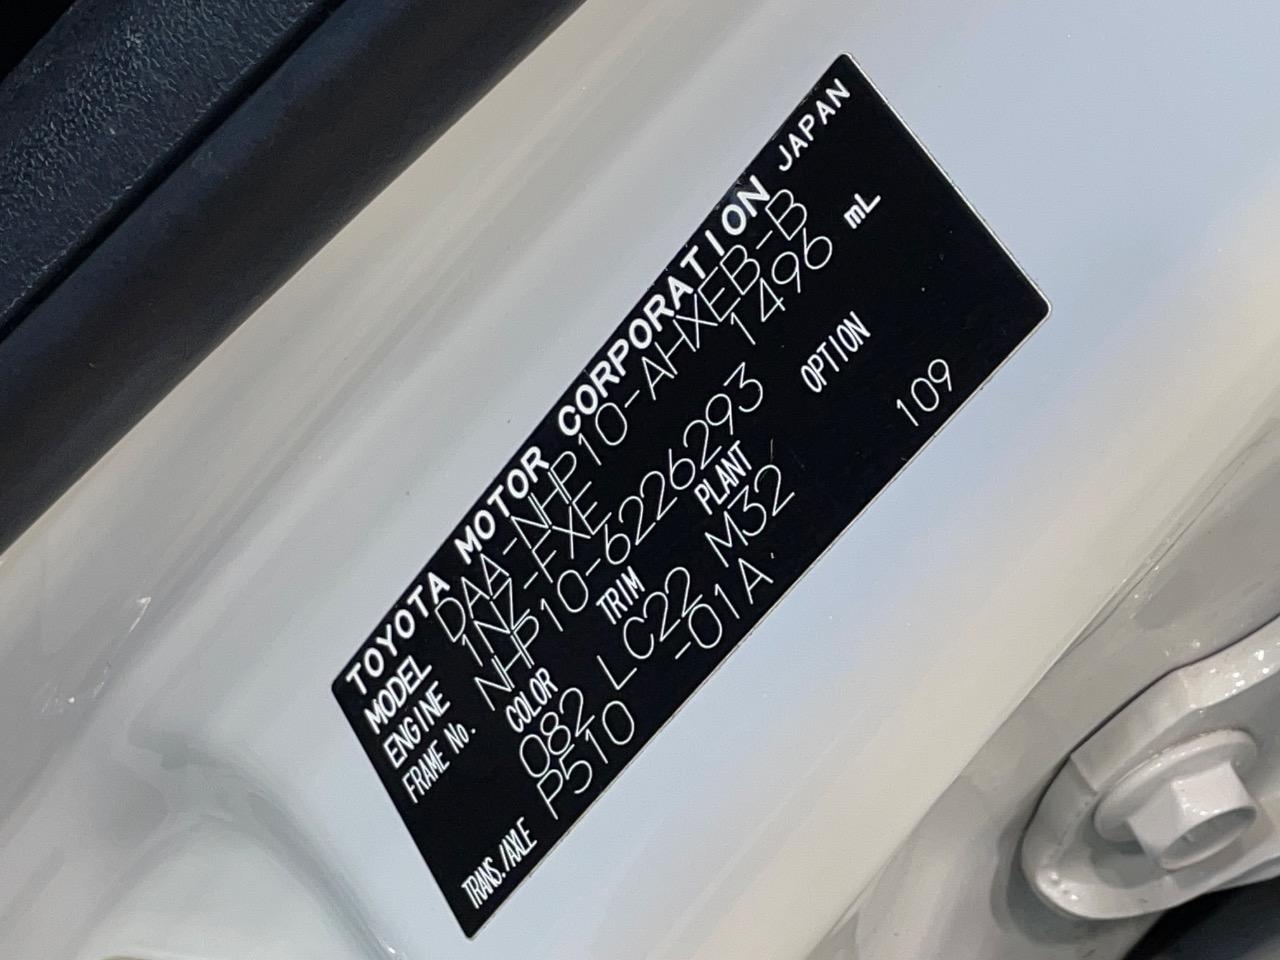 TOYOTA MOTOR CORPORATION JAPAN
MODEL DAA-NHP10-AHXEB-B
ENGINE 1NZ-FXE 1496 mL
FRAME No. NHP10-6226293
COLOR TRIM PLANT OPTION
082 LC22 M32 109
TRANS./AXLE P510 -01A